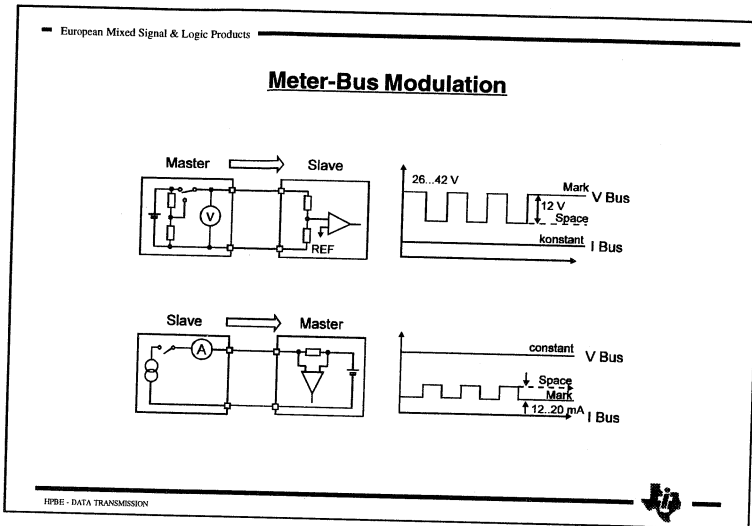 European Mixed Signal & Logic Products
Meter-Bus Modulation
Master
Slave
V
REF
26...42 V
Mark
V Bus
12 V
Space
konstant
I Bus
Slave
Master
A
constant
V Bus
Space
Mark
12..20 mA
I Bus
HPBE - DATA TRANSMISSION